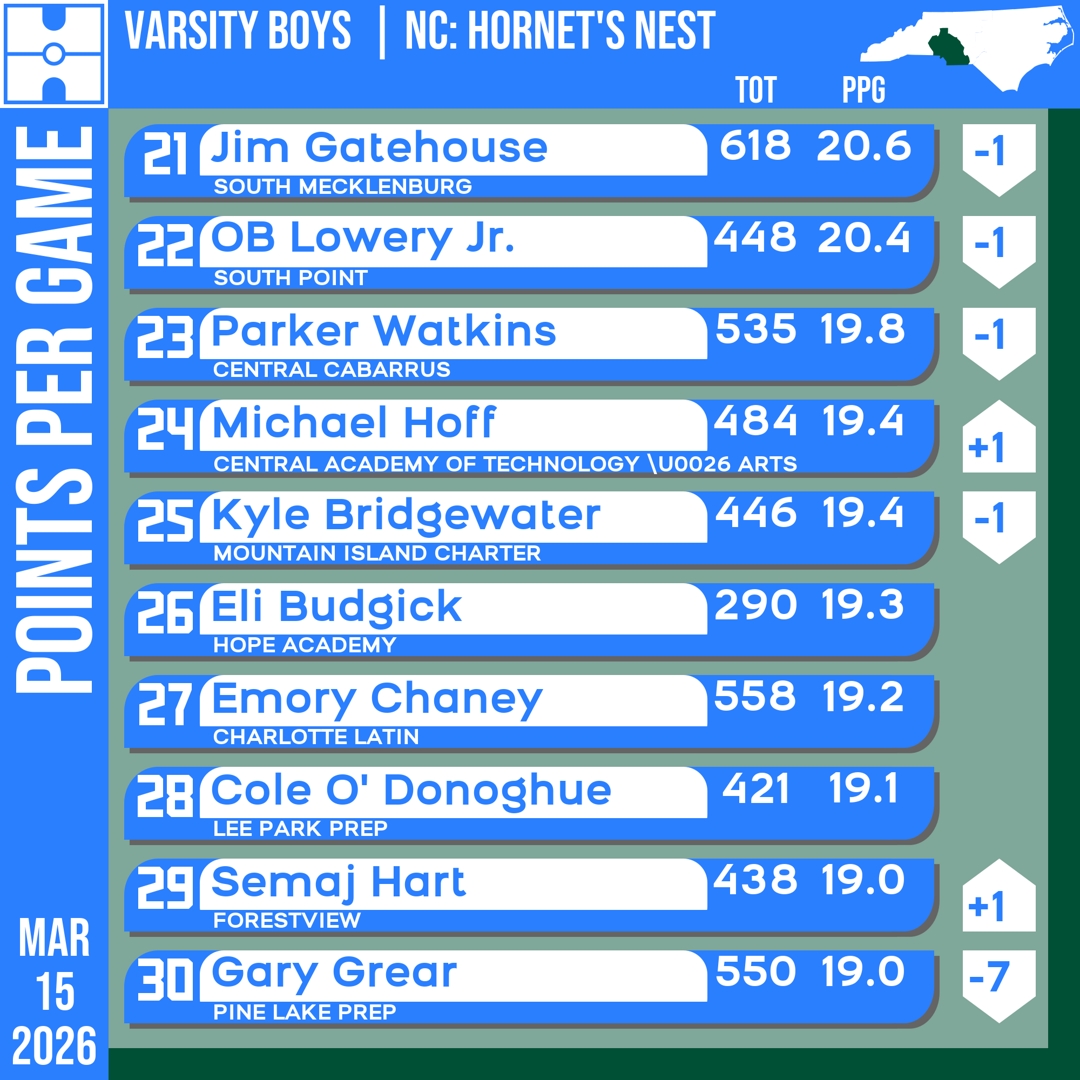 VARSITY BOYS | NC: HORNET'S NEST
TOT PPG
POINTS PER GAME
21 Jim Gatehouse 618 20.6 -1
SOUTH MECKLENBURG
22 OB Lowery Jr. 448 20.4 -1
SOUTH POINT
23 Parker Watkins 535 19.8 -1
CENTRAL CABARRUS
24 Michael Hoff 484 19.4 +1
CENTRAL ACADEMY OF TECHNOLOGY \U0026 ARTS
25 Kyle Bridgewater 446 19.4 -1
MOUNTAIN ISLAND CHARTER
26 Eli Budgick 290 19.3
HOPE ACADEMY
27 Emory Chaney 558 19.2
CHARLOTTE LATIN
28 Cole O' Donoghue 421 19.1
LEE PARK PREP
29 Semaj Hart 438 19.0 +1
FORESTVIEW
30 Gary Grear 550 19.0 -7
PINE LAKE PREP
MAR
15
2026